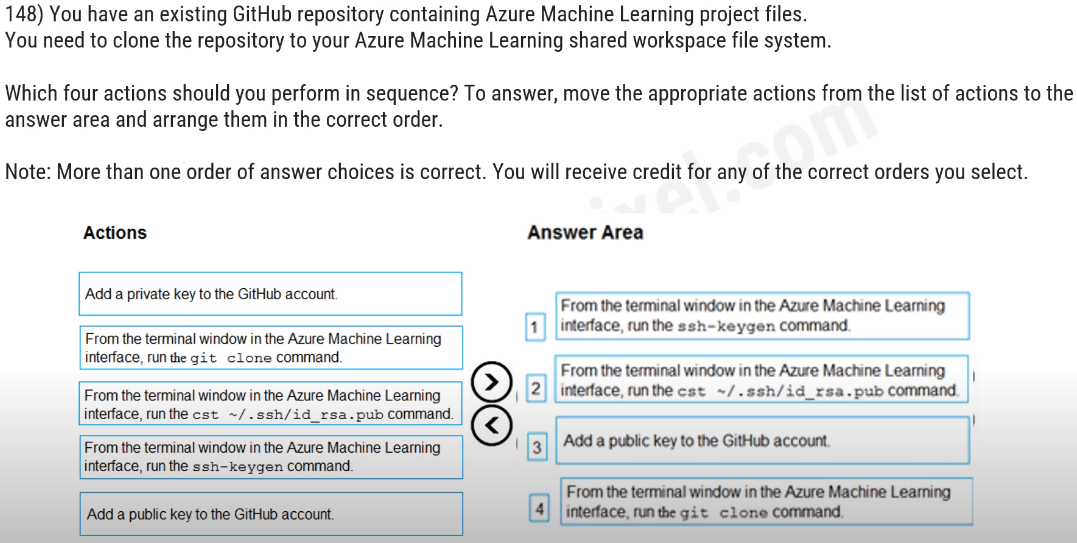 148) You have an existing GitHub repository containing Azure Machine Learning project files.
You need to clone the repository to your Azure Machine Learning shared workspace file system.
Which four actions should you perform in sequence? To answer, move the appropriate actions from the list of actions to the
answer area and arrange them in the correct order.
Note: More than one order of answer choices is correct. You will receive credit for any of the correct orders you select.
Actions
Add a private key to the GitHub account.
From the terminal window in the Azure Machine Learning
interface, run the git clone command.
From the terminal window in the Azure Machine Learning
interface, run the cst ~/.ssh/id_rsa.pub command.
From the terminal window in the Azure Machine Learning
interface, run the ssh-keygen command.
Add a public key to the GitHub account.
Answer Area
1
From the terminal window in the Azure Machine Learning
interface, run the ssh-keygen command.
2
From the terminal window in the Azure Machine Learning
interface, run the cst ~/.ssh/id_rsa.pub command.
3
Add a public key to the GitHub account.
4
From the terminal window in the Azure Machine Learning
interface, run the git clone command.